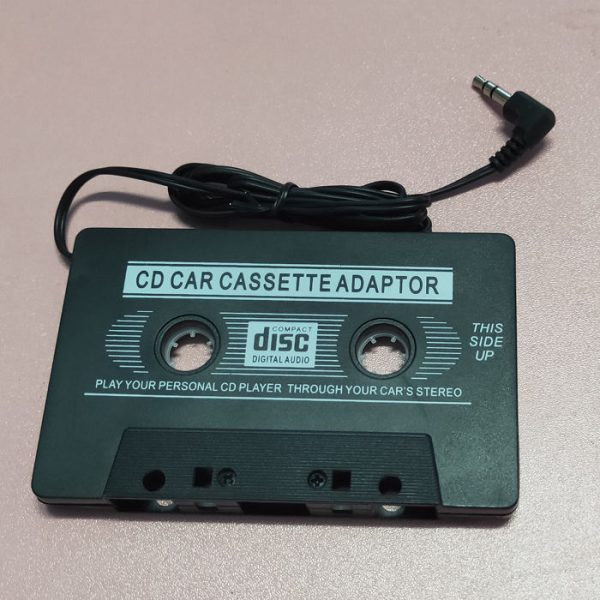 CD CAR CASSETTE ADAPTOR
COMPACT
disc
DIGITAL AUDIO
THIS
SIDE
UP
PLAY YOUR PERSONAL CD PLAYER THROUGH YOUR CAR'S STEREO